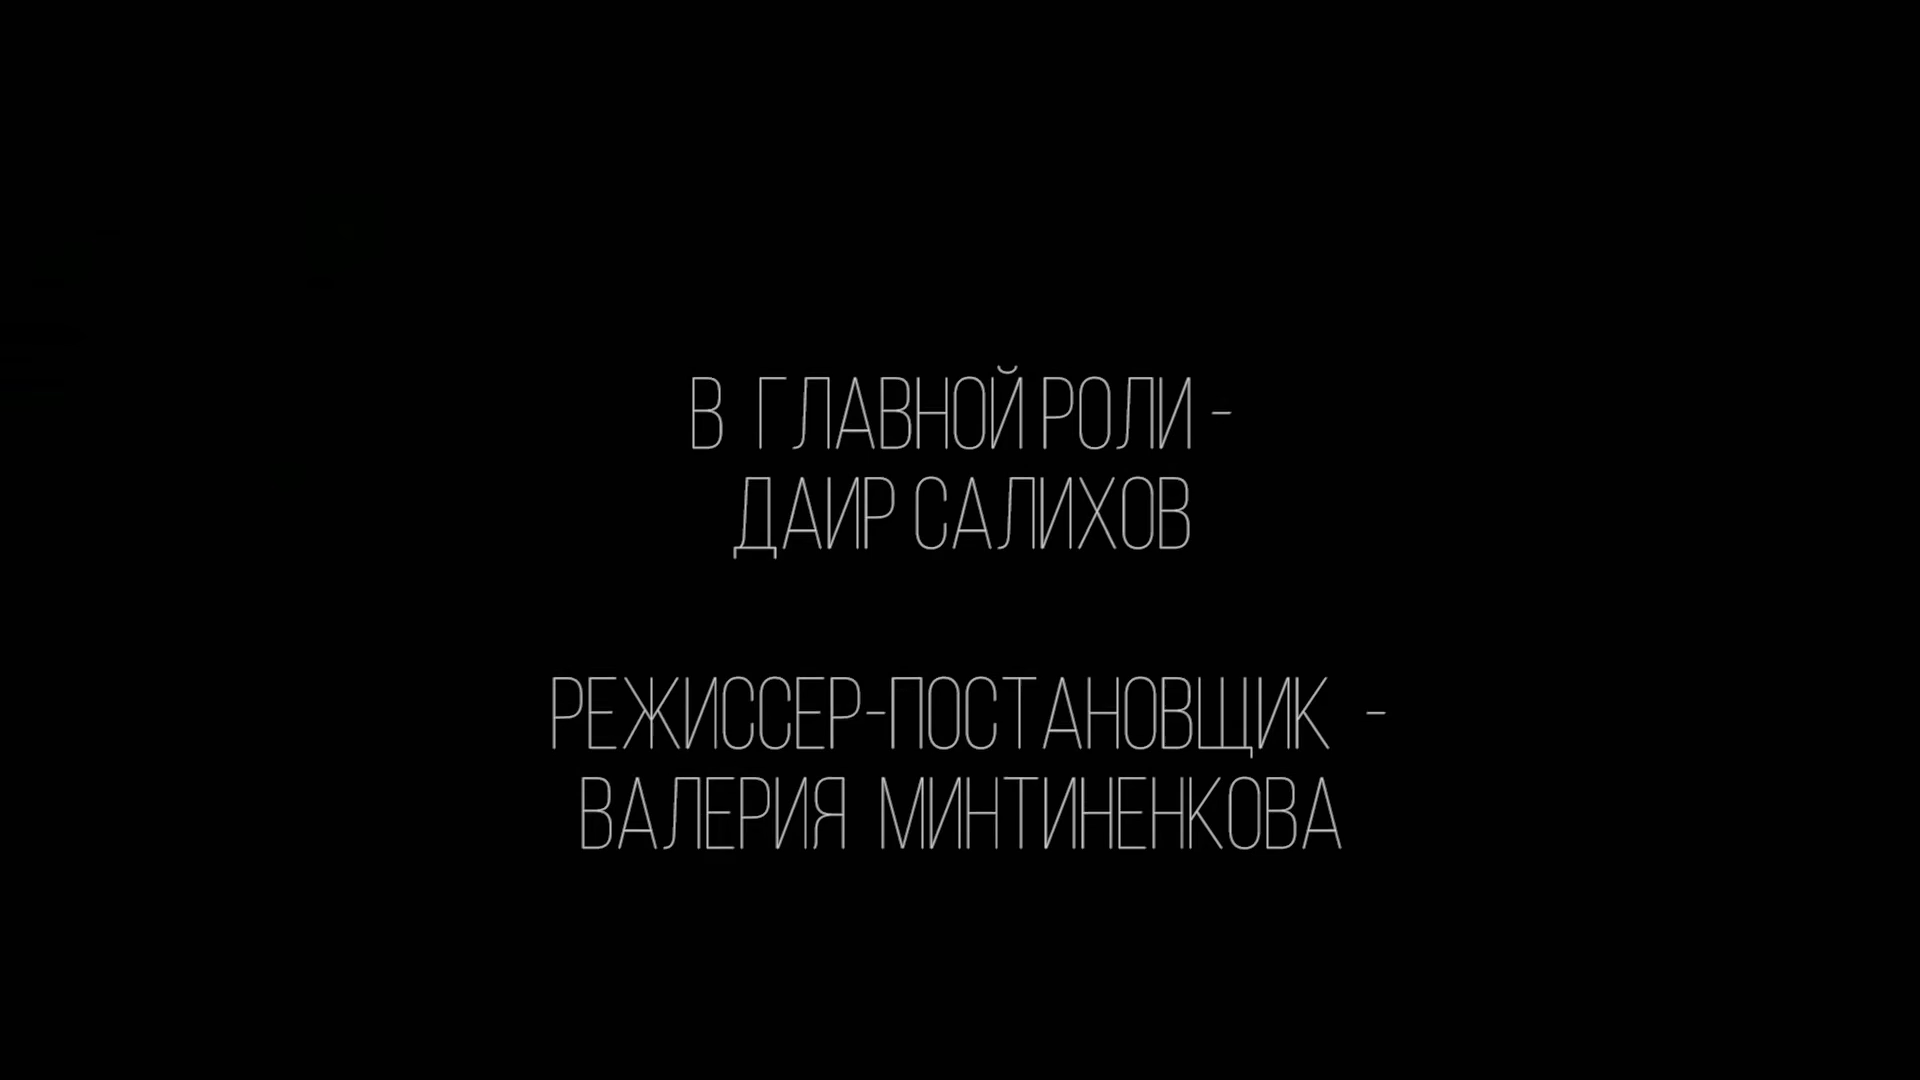 В ГЛАВНОЙ РОЛИ -
ДАИР САЛИХОВ
РЕЖИССЕР-ПОСТАНОВЩИК -
ВАЛЕРИЯ МИНТИНЕНКОВА